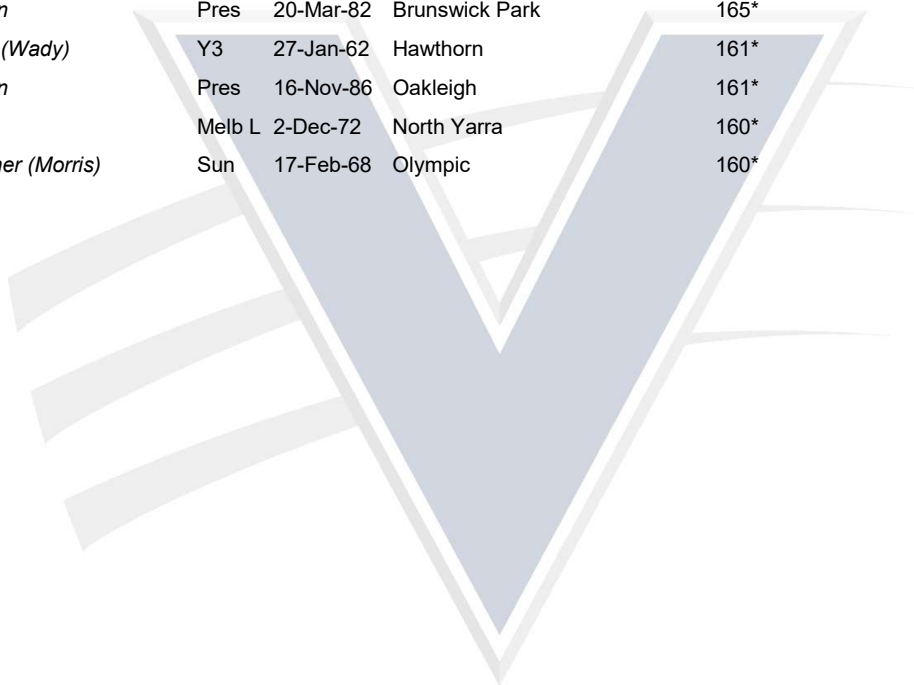 Pres 20-Mar-82 Brunswick Park 165*
(Wady) Y3 27-Jan-62 Hawthorn 161*
Pres 16-Nov-86 Oakleigh 161*
Melb L 2-Dec-72 North Yarra 160*
(Morris) Sun 17-Feb-68 Olympic 160*